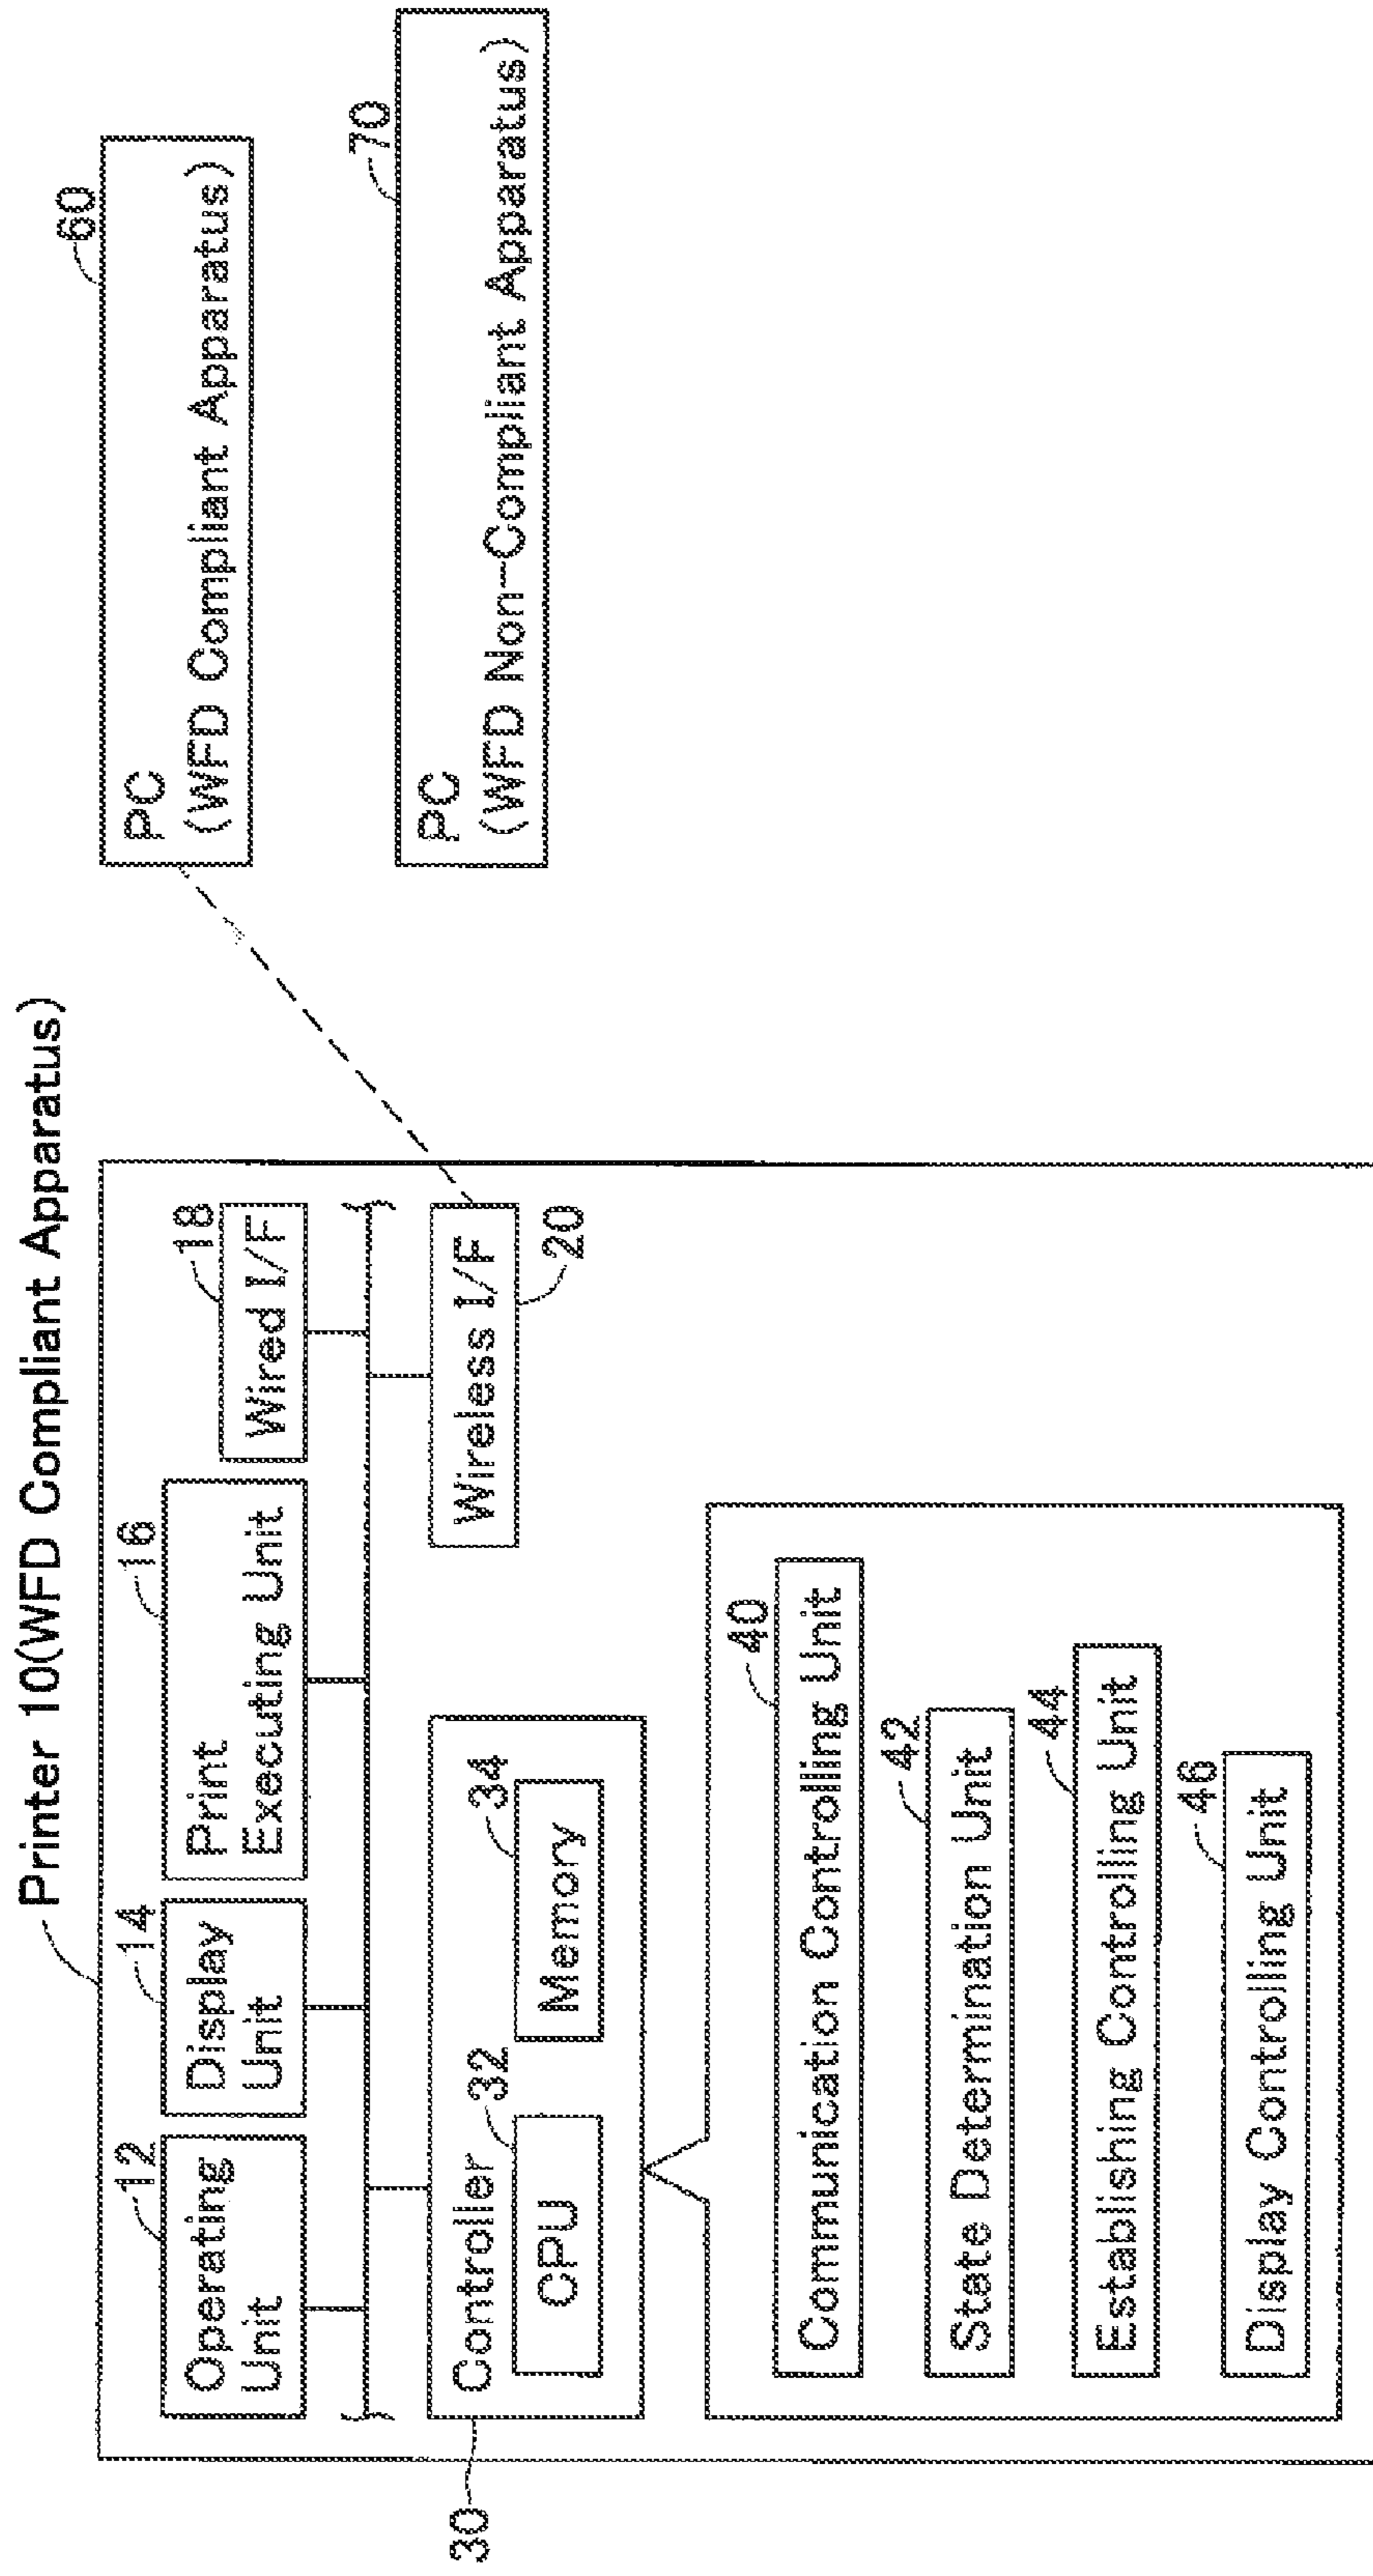 Printer 10(WFD Compliant Apparatus)
12
Operating
Unit
14
Display
Unit
16
Print
Executing Unit
18
Wired I/F
30
Controller
32
CPU
34
Memory
Wireless I/F
20
40
Communication Controlling Unit
42
State Determination Unit
44
Establishing Controlling Unit
46
Display Controlling Unit
60
PC
(WFD Compliant Apparatus)
70
PC
(WFD Non-Compliant Apparatus)